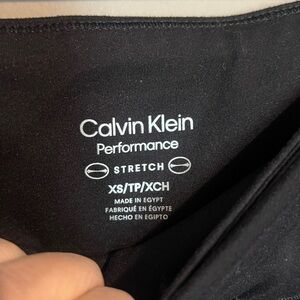 Calvin Klein
Performance
STRETCH
XS/TP/XCH
MADE IN EGYPT
FABRIQUÉ EN ÉGYPTE
HECHO EN EGIPTO